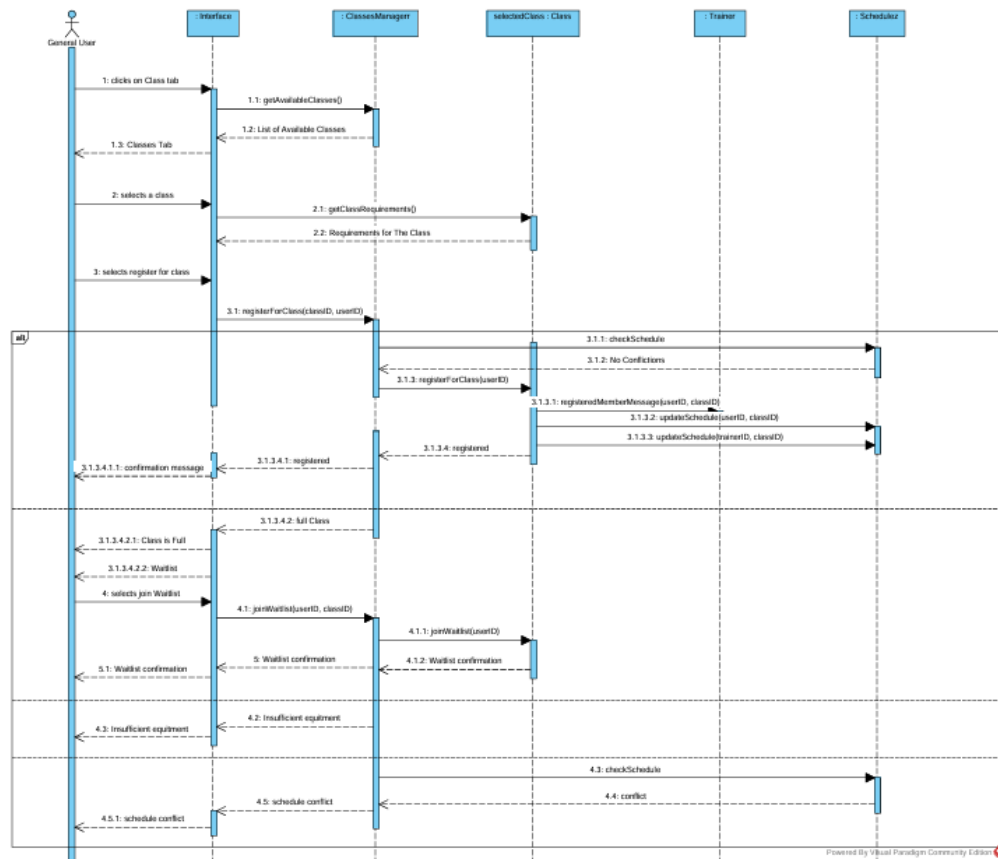 : Interface
: ClassesManagerr
selectedClass : Class
: Trainer
: Schedulez
General User
1: clicks on Class tab
1.1: getAvailableClasses()
1.2: List of Available Classes
1.3: Classes Tab
2: selects a class
2.1: getClassRequirements()
2.2: Requirements for The Class
3: selects register for class
3.1: registerForClass(classID, userID)
alt
3.1.1: checkSchedule
3.1.2: No Conflictions
3.1.3: registerForClass(userID)
3.1.3.1: registeredMemberMessage(userID, classID)
3.1.3.2: updateSchedule(userID, classID)
3.1.3.3: updateSchedule(trainerID, classID)
3.1.3.4: registered
3.1.3.4.1: registered
3.1.3.4.1.1: confirmation message
3.1.3.4.2: full Class
3.1.3.4.2.1: Class is Full
3.1.3.4.2.2: Waitlist
4: selects join Waitlist
4.1: joinWaitlist(userID, classID)
4.1.1: joinWaitlist(userID)
4.1.2: Waitlist confirmation
5: Waitlist confirmation
5.1: Waitlist confirmation
4.2: Insufficient equitment
4.3: Insufficient equitment
4.3: checkSchedule
4.4: conflict
4.5: schedule conflict
4.5.1: schedule conflict
Powered By Visual Paradigm Community Edition